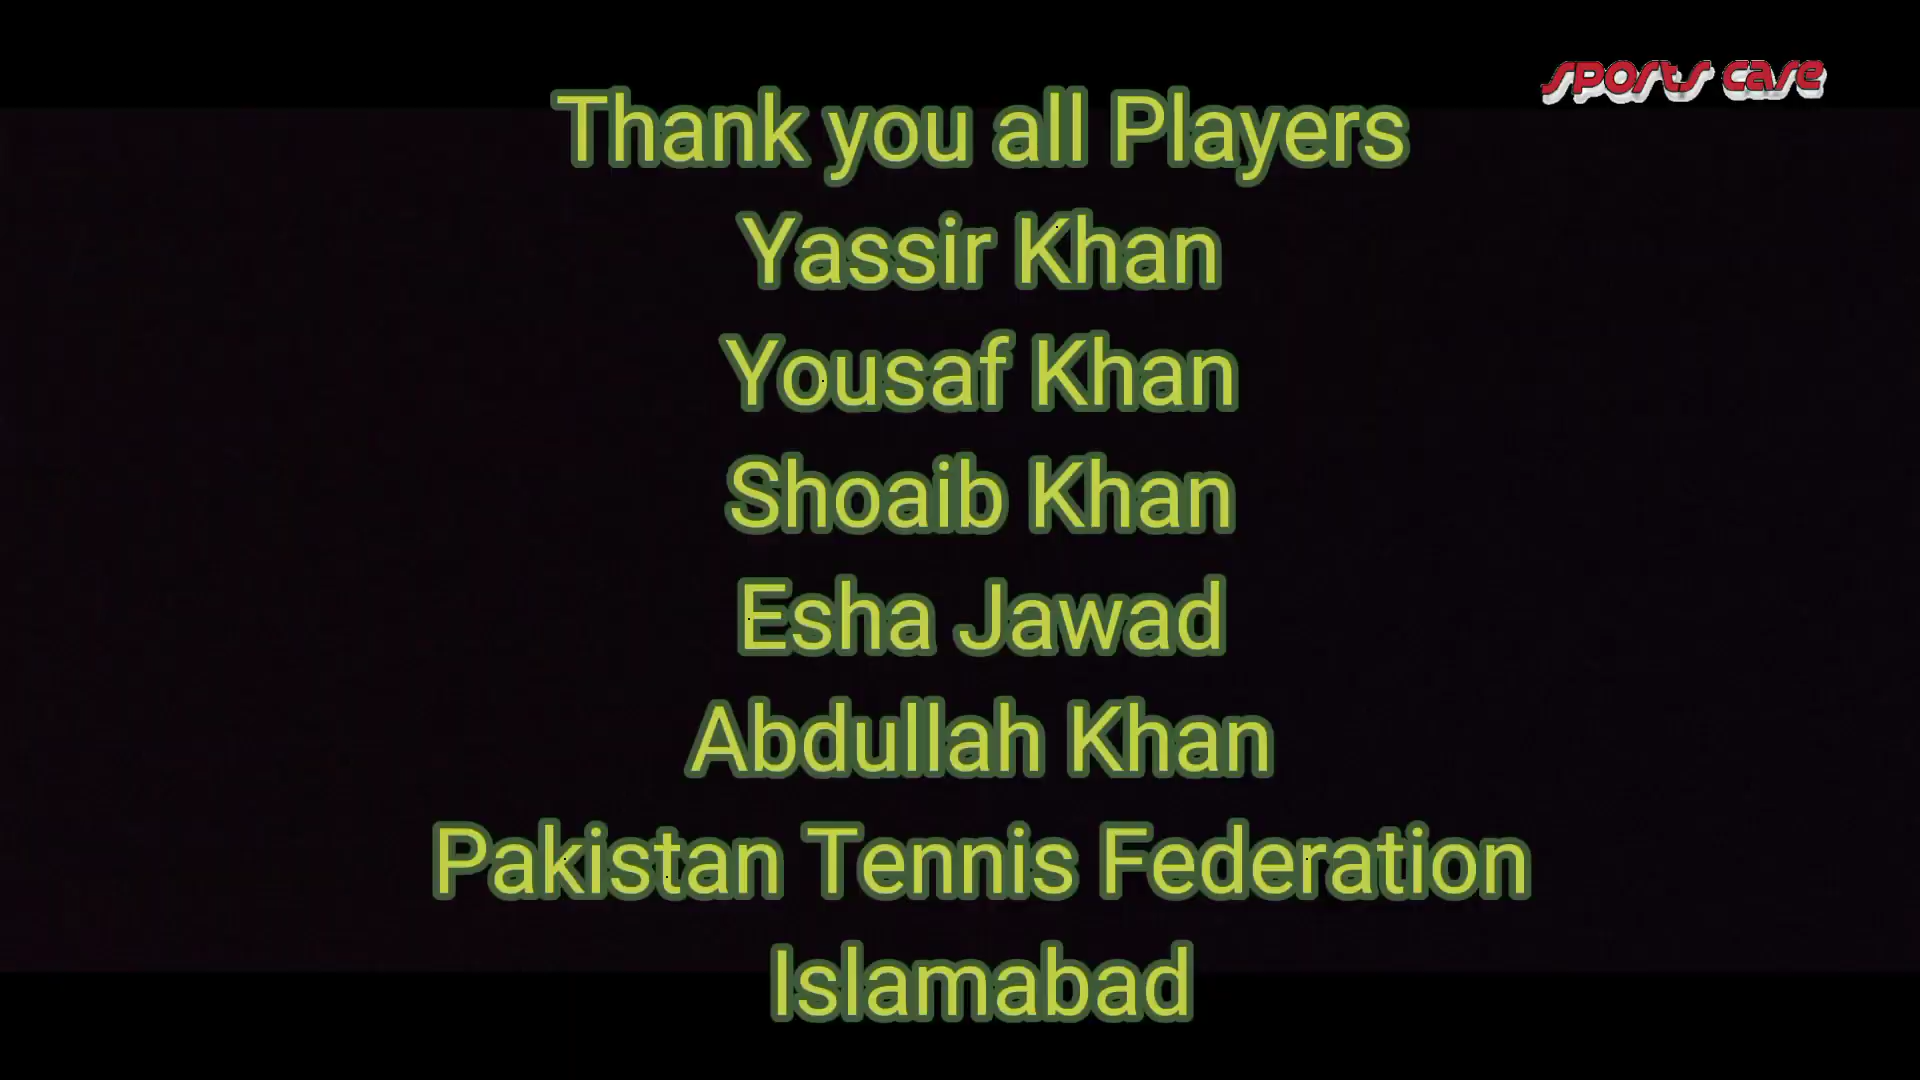 sports case
Thank you all Players
Yassir Khan
Yousaf Khan
Shoaib Khan
Esha Jawad
Abdullah Khan
Pakistan Tennis Federation
Islamabad